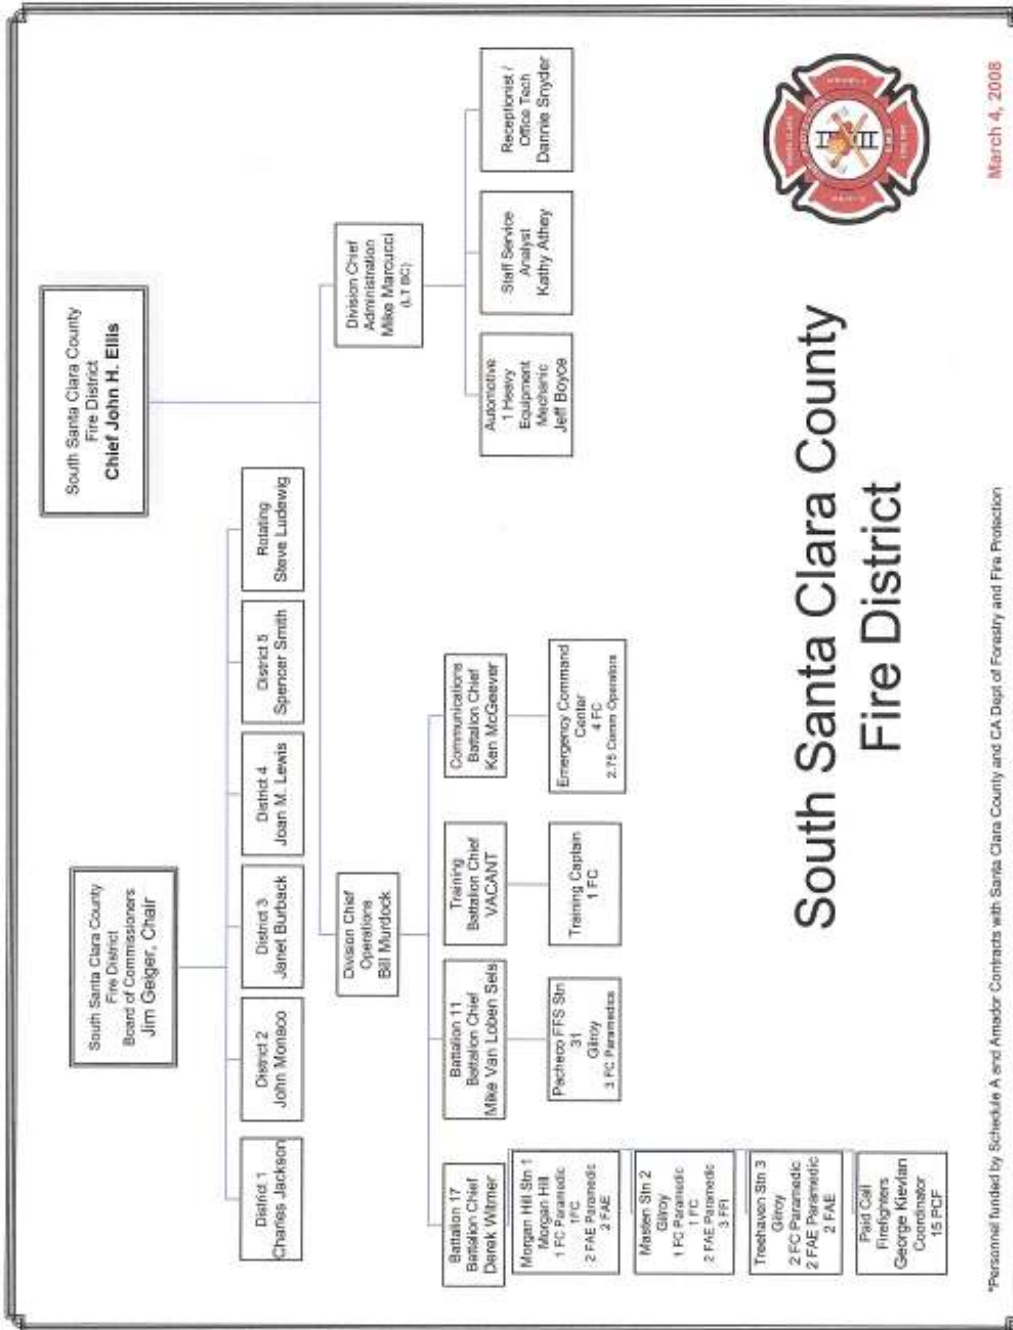 South Santa Clara County
Fire District
Board of Commissioners
Jim Geiger, Chair
South Santa Clara County
Fire District
Chief John H. Ellis
District 1
Charles Jackson
District 2
John Monaco
District 3
Janet Burback
District 4
Joan M. Lewis
District 5
Spencer Smith
Rotating
Steve Ludewig
Division Chief
Operations
Bill Murdock
Division Chief
Administration
Mike Marcucci
(LT BC)
Battalion 17
Battalion Chief
Derek Witmer
Battalion 11
Battalion Chief
Mike Van Loben Sels
Training
Battalion Chief
VACANT
Communications
Battalion Chief
Ken McGeever
Automotive
1 Heavy
Equipment
Mechanic
Jeff Boyce
Staff Service
Analyst
Kathy Athey
Receptionist /
Office Tech
Dannie Snyder
Morgan Hill Stn 1
Morgan Hill
1 FC Paramedic
1FC
2 FAE Paramedic
2 FAE
Pacheco FFS Stn
31
Gilroy
3 FC Paramedics
Training Captain
1 FC
Emergency Command
Center
4 FC
2.75 Comm Operators
Masten Stn 2
Gilroy
1 FC Paramedic
1 FC
2 FAE Paramedic
3 FFI
Treehaven Stn 3
Gilroy
2 FC Paramedic
2 FAE Paramedic
2 FAE
Paid Call
Firefighters
George Kievlan
Coordinator
15 PCF
South Santa Clara County
Fire District
*Personnel funded by Schedule A and Amador Contracts with Santa Clara County and CA Dept of Forestry and Fire Protection
March 4, 2008